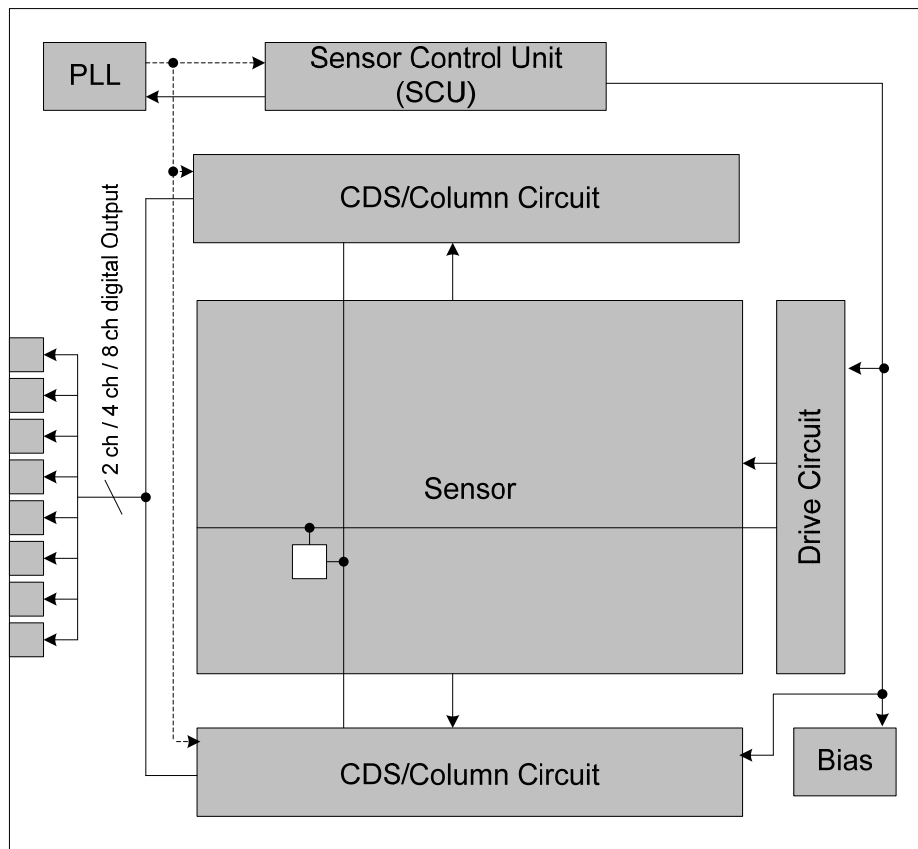 PLL
Sensor Control Unit
(SCU)
CDS/Column Circuit
2 ch / 4 ch / 8 ch digital Output
Sensor
Drive Circuit
CDS/Column Circuit
Bias